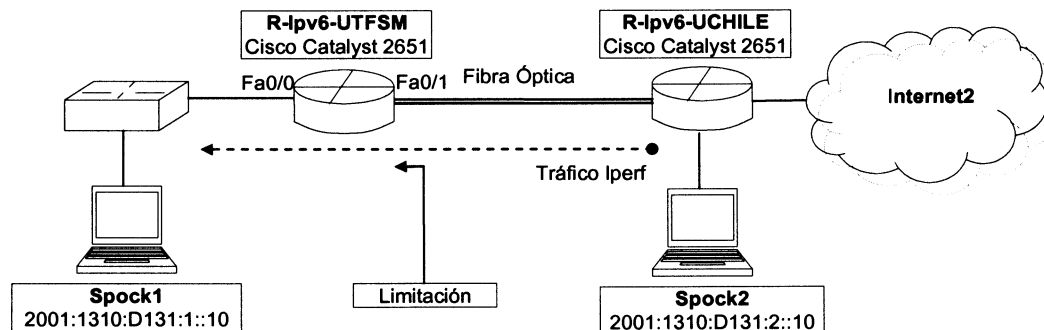 R-Ipv6-UTFSM
Cisco Catalyst 2651
R-Ipv6-UCHILE
Cisco Catalyst 2651
Fa0/0
Fa0/1
Fibra Óptica
Internet2
Tráfico Iperf
Limitación
Spock1
2001:1310:D131:1::10
Spock2
2001:1310:D131:2::10